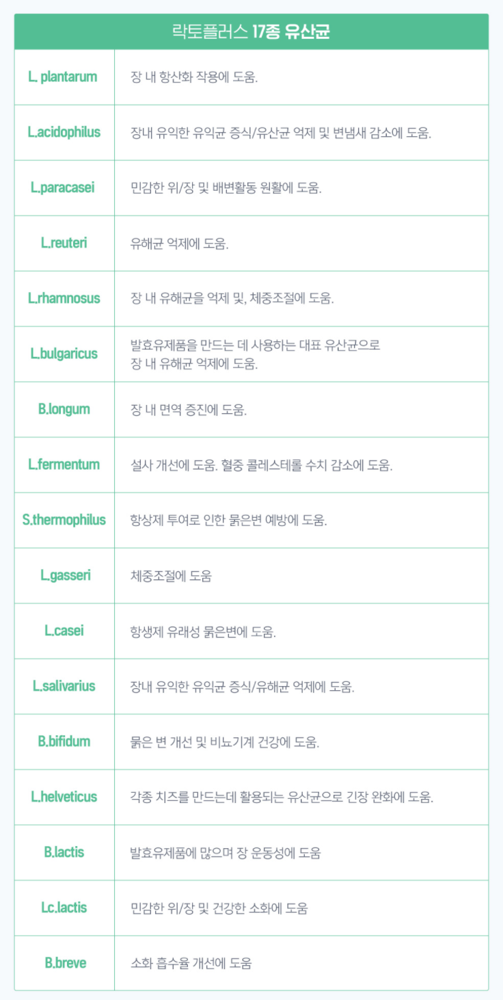 락토플러스 17종 유산균
L. plantarum
장 내 항산화 작용에 도움.
L.acidophilus
장내 유익한 유익균 증식/유산균 억제 및 변냄새 감소에 도움.
L.paracasei
민감한 위/장 및 배변활동 원활에 도움.
L.reuteri
유해균 억제에 도움.
L.rhamnosus
장 내 유해균을 억제 및, 체중조절에 도움.
L.bulgaricus
발효유제품을 만드는 데 사용하는 대표 유산균으로
장 내 유해균 억제에 도움.
B.longum
장 내 면역 증진에 도움.
L.fermentum
설사 개선에 도움. 혈중 콜레스테롤 수치 감소에 도움.
S.thermophilus
항상제 투여로 인한 묽은변 예방에 도움.
L.gasseri
체중조절에 도움
L.casei
항생제 유래성 묽은변에 도움.
L.salivarius
장내 유익한 유익균 증식/유해균 억제에 도움.
B.bifidum
묽은 변 개선 및 비뇨기계 건강에 도움.
L.helveticus
각종 치즈를 만드는데 활용되는 유산균으로 긴장 완화에 도움.
B.lactis
발효유제품에 많으며 장 운동성에 도움
Lc.lactis
민감한 위/장 및 건강한 소화에 도움
B.breve
소화 흡수율 개선에 도움